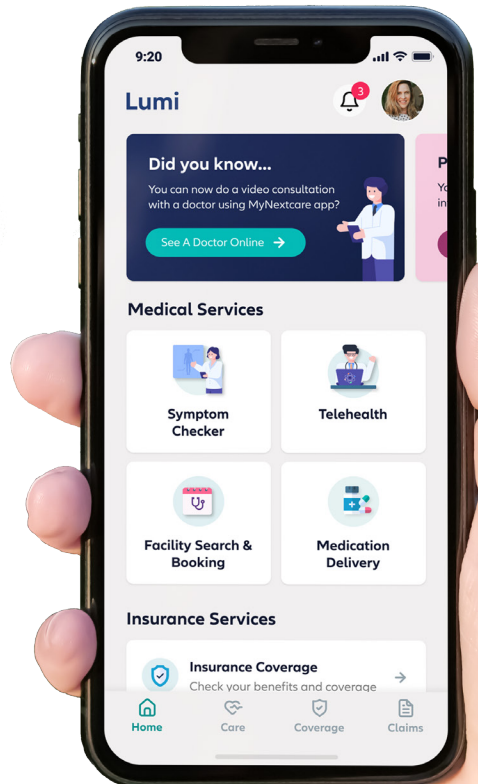 9:20
Lumi
3
Did you know...
You can now do a video consultation
with a doctor using MyNextcare app?
See A Doctor Online
P
Yo
in
Medical Services
Symptom
Checker
Telehealth
Facility Search &
Booking
Medication
Delivery
Insurance Services
Insurance Coverage
Check your benefits and coverage
Home
Care
Coverage
Claims